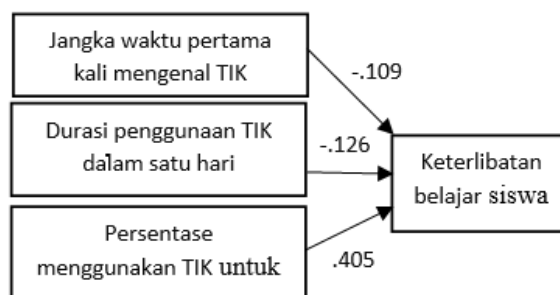 Jangka waktu pertama
kali mengenal TIK
-.109
Durasi penggunaan TIK
dalam satu hari
-.126
Keterlibatan
belajar siswa
Persentase
menggunakan TIK untuk
.405